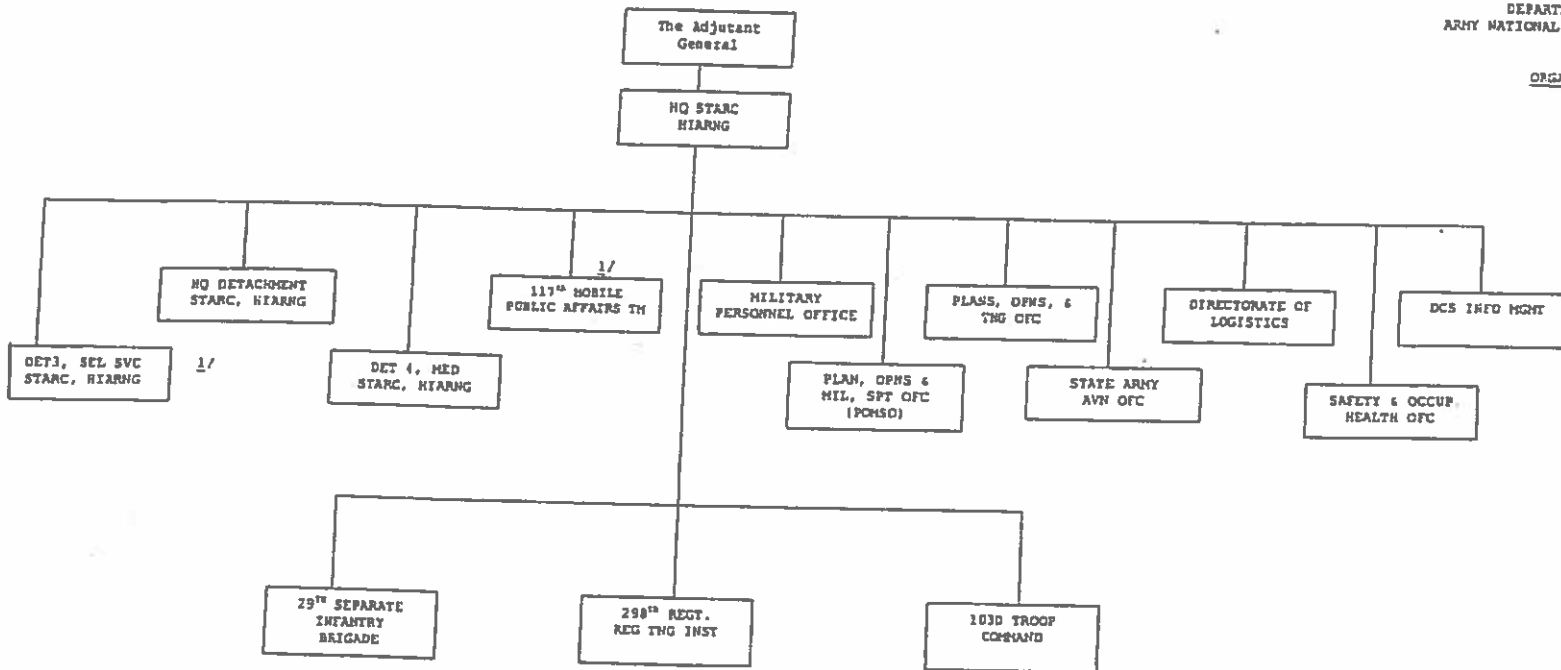 DEPART
ARMY NATIONAL
ORGA
The Adjutant
General
HQ STARC
HIARNG
HQ DETACHMENT
STARC, HIARNG
1/
117th MOBILE
PUBLIC AFFAIRS TM
MILITARY
PERSONNEL OFFICE
PLANS, OPNS, &
TNG OFC
DIRECTORATE OF
LOGISTICS
DCS INFO MGMT
DET3, SEL SVC
STARC, HIARNG
1/
DET 4, MED
STARC, HIARNG
PLAN, OPNS &
MIL, SPT OFC
(POMSO)
STATE ARMY
AVN OFC
SAFETY & OCCUP
HEALTH OFC
29TH SEPARATE
INFANTRY
BRIGADE
298th REGT.
REG TNG INST
103D TROOP
COMMAND